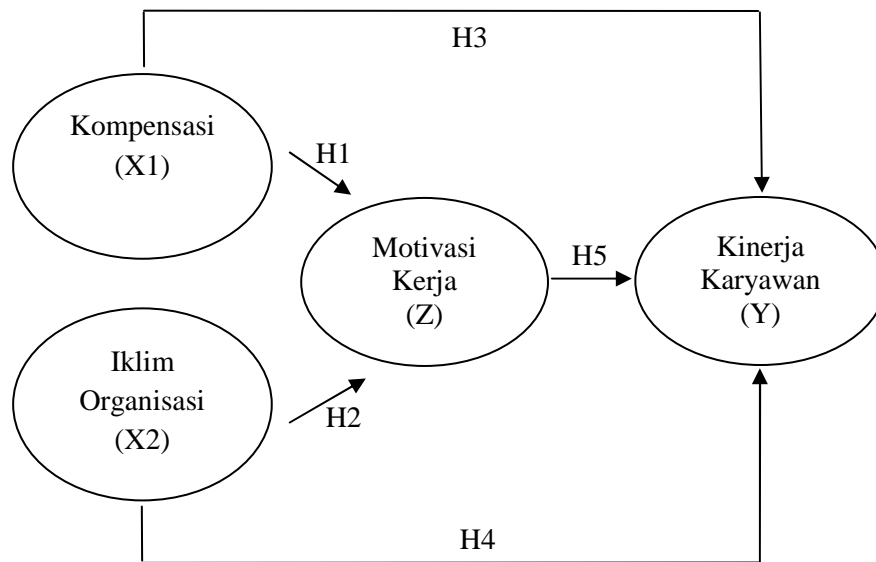 H3
Kompensasi
(X1)
H1
Motivasi
Kerja
(Z)
H5
Kinerja
Karyawan
(Y)
Iklim
Organisasi
(X2)
H2
H4